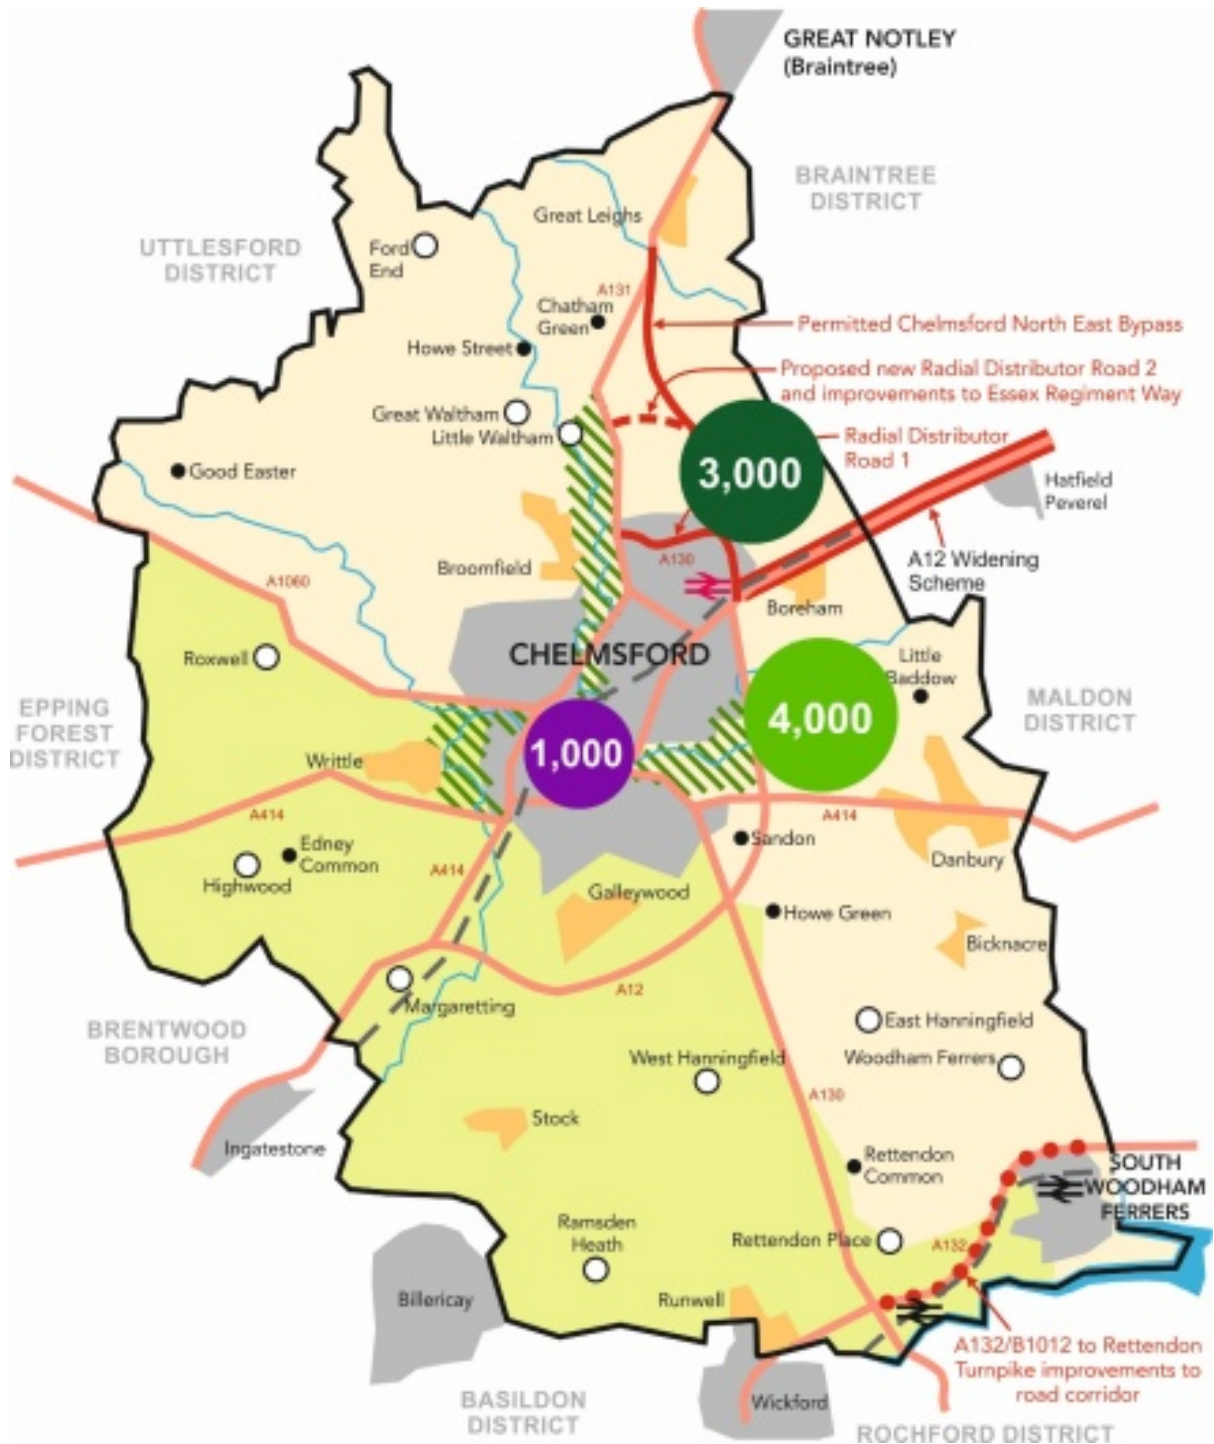 GREAT NOTLEY
(Braintree)
BRAINTREE
DISTRICT
Great Leighs
UTTLESFORD
DISTRICT
Ford
End
A131
Chatham
Green
Permitted Chelmsford North East Bypass
Howe Street
Proposed new Radial Distributor Road 2
and improvements to Essex Regiment Way
Great Waltham
Little Waltham
Radial Distributor
Road 1
3,000
Good Easter
Hatfield
Peverel
A12 Widening
Scheme
Broomfield
A130
A1060
Boreham
CHELMSFORD
Roxwell
Little
Baddow
EPPING
FOREST
DISTRICT
MALDON
DISTRICT
4,000
1,000
Writtle
A414
A414
Sandon
Edney
Common
Highwood
A414
Danbury
Galleywood
Howe Green
Bicknacre
A12
Margaretting
BRENTWOOD
BOROUGH
East Hanningfield
West Hanningfield
Woodham Ferrers
A130
Stock
Ingatestone
Rettendon
Common
SOUTH
WOODHAM
FERRERS
Ramsden
Heath
Rettendon Place
A132
Billericay
Runwell
A132/B1012 to Rettendon
Turnpike improvements to
road corridor
Wickford
BASILDON
DISTRICT
ROCHFORD DISTRICT